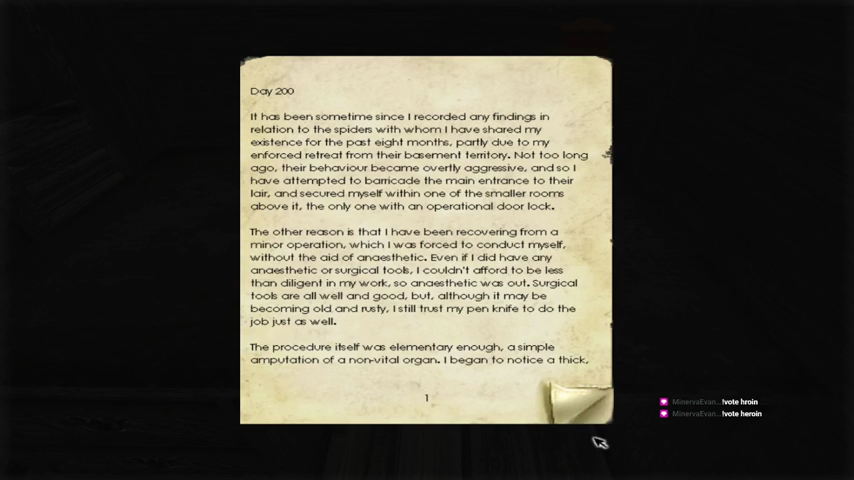 Day 200
It has been sometime since I recorded any findings in
relation to the spiders with whom I have shared my
existence for the past eight months, partly due to my
enforced retreat from their basement territory. Not too long
ago, their behaviour became overtly aggressive, and so I
have attempted to barricade the main entrance to their
lair, and secured myself within one of the smaller rooms
above it, the only one with an operational door lock.
The other reason is that I have been recovering from a
minor operation, which I was forced to conduct myself,
without the aid of anaesthetic. Even if I did have any
anaesthetic or surgical tools, I couldn't afford to be less
than diligent in my work, so anaesthetic was out. Surgical
tools are all well and good, but, although it may be
becoming old and rusty, I still trust my pen knife to do the
job just as well.
The procedure itself was elementary enough, a simple
amputation of a non-vital organ. I began to notice a thick,
1
MinervaEvan... !vote hroin
MinervaEvan... !vote heroin